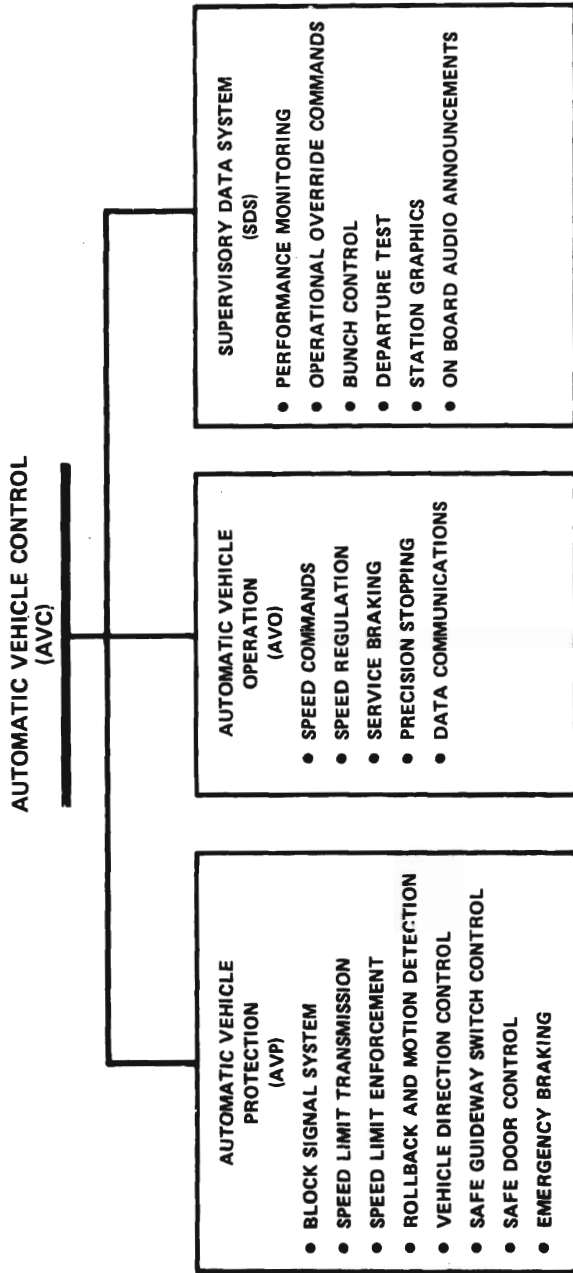 AUTOMATIC VEHICLE CONTROL
(AVC)
AUTOMATIC VEHICLE
PROTECTION
(AVP)
• BLOCK SIGNAL SYSTEM
• SPEED LIMIT TRANSMISSION
• SPEED LIMIT ENFORCEMENT
• ROLLBACK AND MOTION DETECTION
• VEHICLE DIRECTION CONTROL
• SAFE GUIDEWAY SWITCH CONTROL
• SAFE DOOR CONTROL
• EMERGENCY BRAKING
AUTOMATIC VEHICLE
OPERATION
(AVO)
• SPEED COMMANDS
• SPEED REGULATION
• SERVICE BRAKING
• PRECISION STOPPING
• DATA COMMUNICATIONS
SUPERVISORY DATA SYSTEM
(SDS)
• PERFORMANCE MONITORING
• OPERATIONAL OVERRIDE COMMANDS
• BUNCH CONTROL
• DEPARTURE TEST
• STATION GRAPHICS
• ON BOARD AUDIO ANNOUNCEMENTS